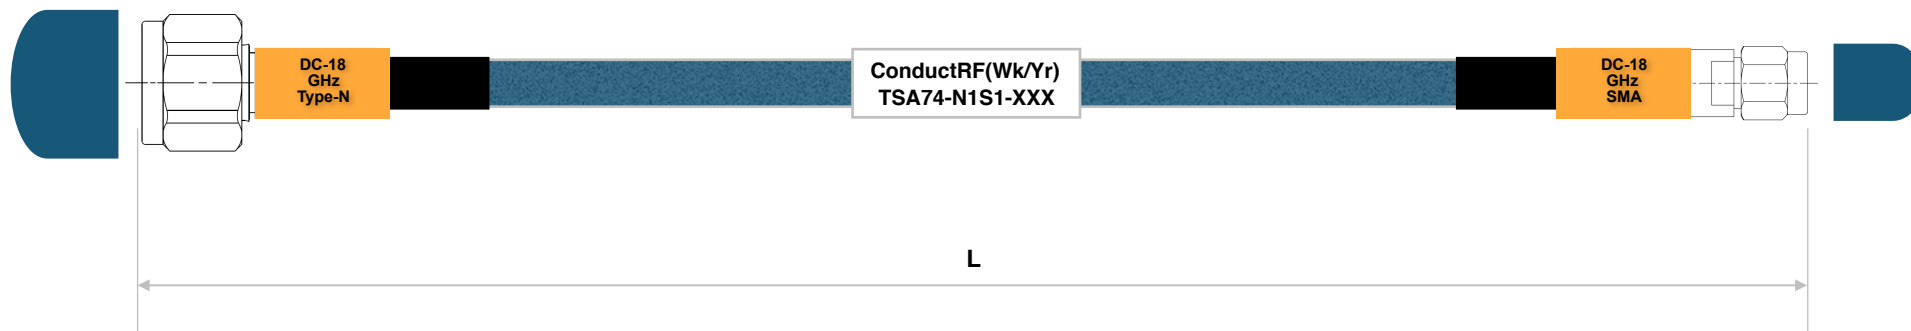 DC-18
GHz
Type-N
ConductRF(Wk/Yr)
TSA74-N1S1-XXX
DC-18
GHz
SMA
L